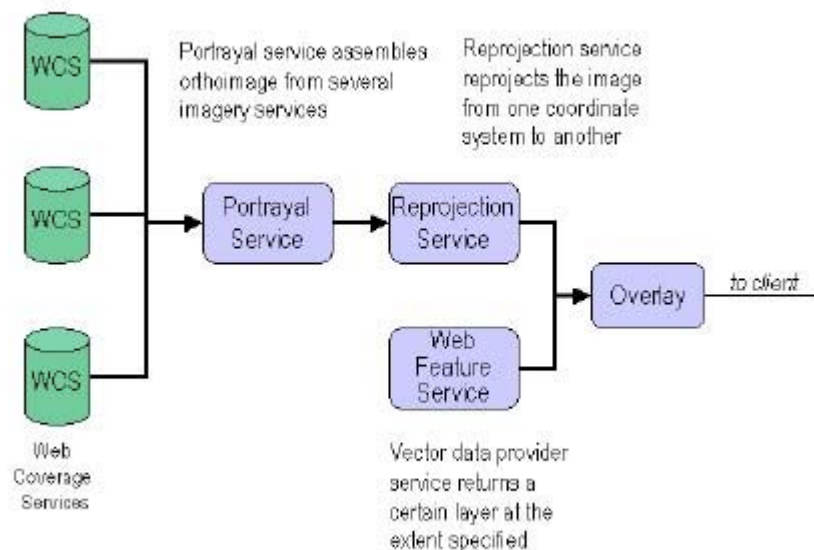 WCS
Portrayal service assembles
orthoimage from several
imagery services
Reprojection service
reprojects the image
from one coordinate
system to another
WCS
Portrayal
Service
Reprojection
Service
Overlay
to client
WCS
Web
Feature
Service
Web
Coverage
Services
Vector data provider
service returns a
certain layer at the
extent specified